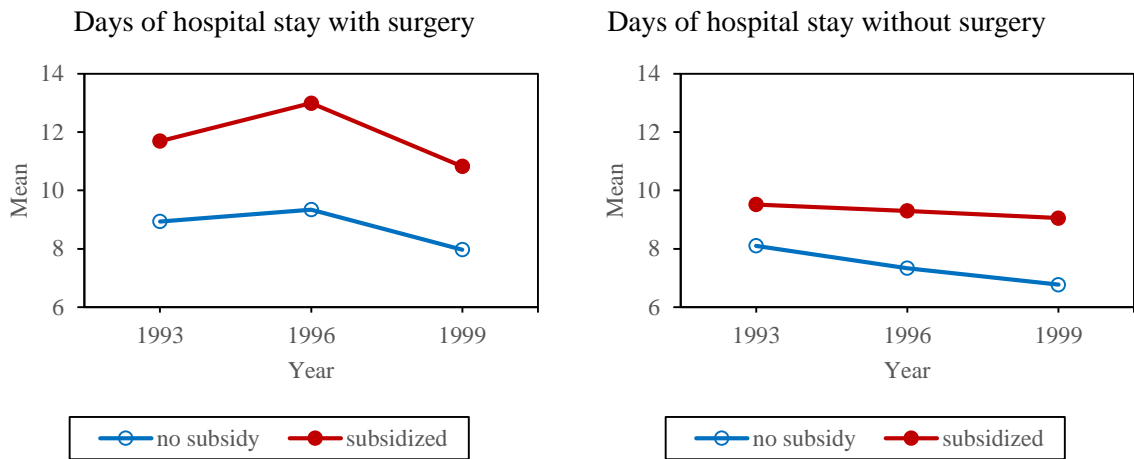 Days of hospital stay with surgery
14
12
10
8
6
Mean
1993 1996 1999
Year
no subsidy subsidized
Days of hospital stay without surgery
14
12
10
8
6
Mean
1993 1996 1999
Year
no subsidy subsidized